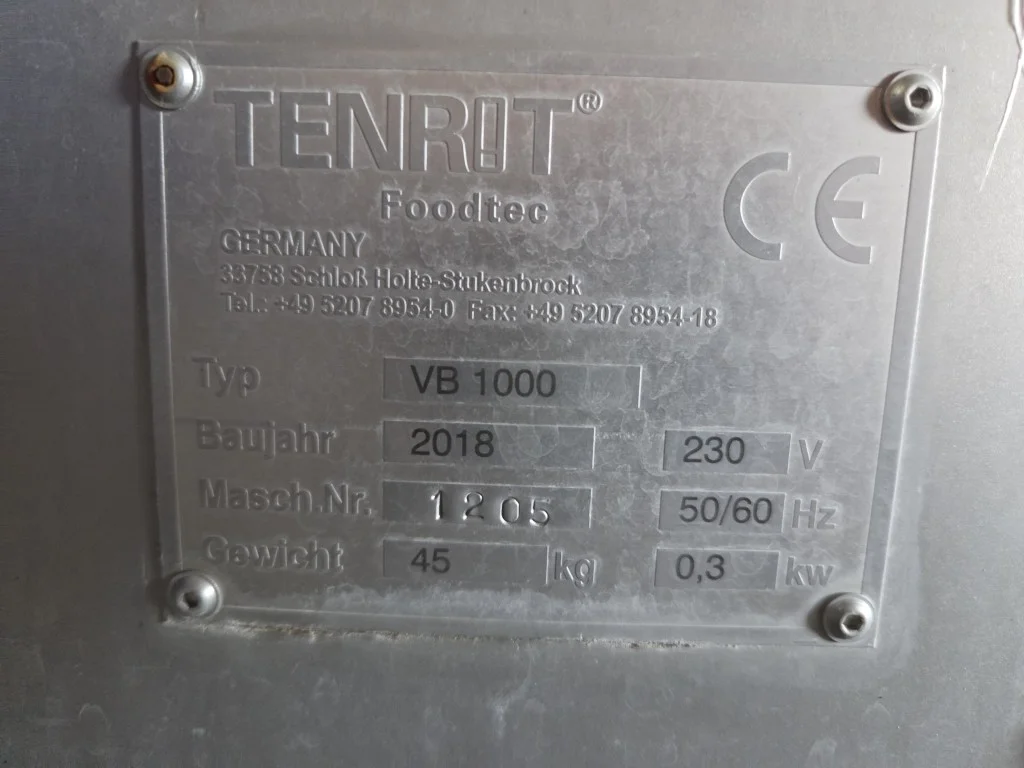 TENRIT®
Foodtec
GERMANY
33758 Schloß Holte-Stukenbrock
Tel.: +49 5207 8954-0 Fax: +49 5207 8954-18
CE
Typ VB 1000
Baujahr 2018 230 V
Masch.Nr. 1205 50/60 Hz
Gewicht 45 kg 0,3 kw